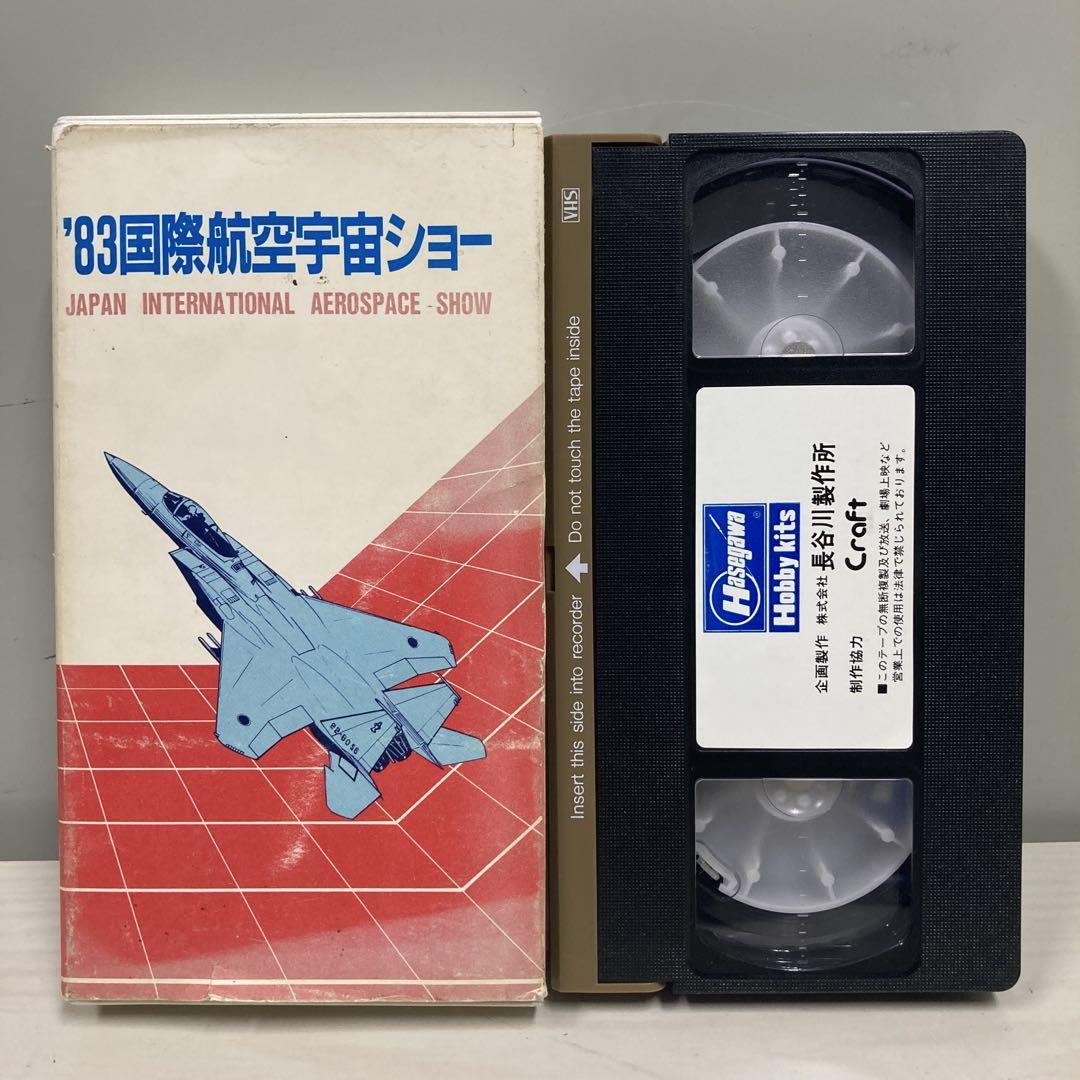 '83国際航空宇宙ショー
JAPAN INTERNATIONAL AEROSPACE SHOW
22-8056
VHS
Insert this side into recorder Do not touch the tape inside
Hasegawa®
Hobby kits
企画製作 株式会社 長谷川製作所
制作協力 Craft
■このテープの無断複製及び放送、劇場上映など
営業上での使用は法律で禁じられております。